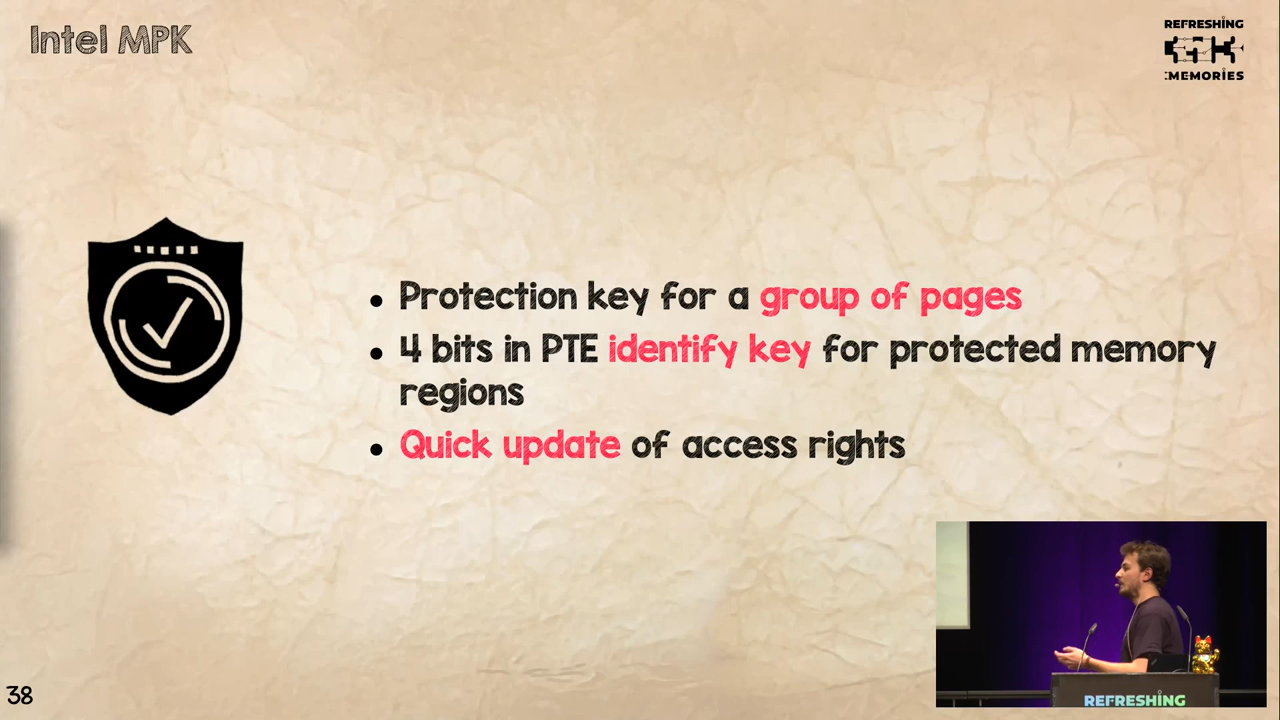 Intel MPK
REFRESHING
:MEMORIES
• Protection key for a group of pages
• 4 bits in PTE identify key for protected memory
regions
• Quick update of access rights
REFRESHING
38